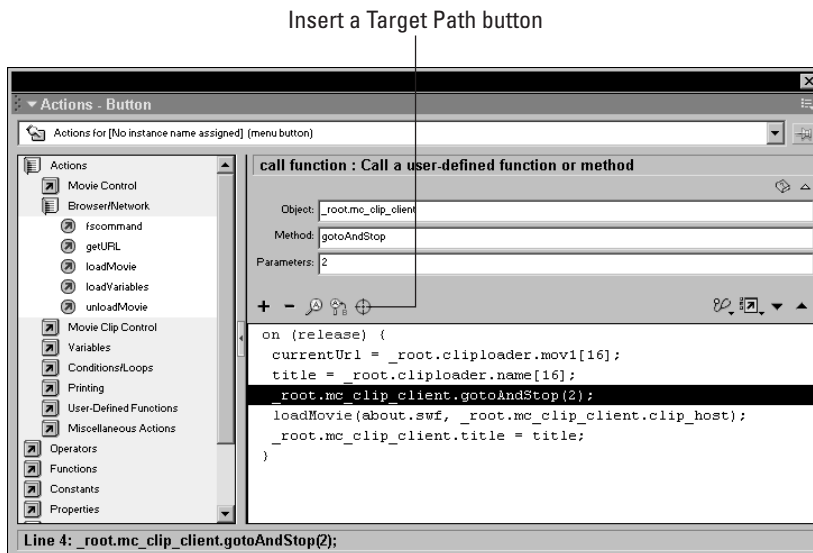 Insert a Target Path button
Actions - Button
Actions for [No instance name assigned] (menu button)
Actions
Movie Control
Browser/Network
fscommand
getURL
loadMovie
loadVariables
unloadMovie
Movie Clip Control
Variables
Conditions/Loops
Printing
User-Defined Functions
Miscellaneous Actions
Operators
Functions
Constants
Properties
call function : Call a user-defined function or method
Object: _root.mc_clip_client
Method: gotoAndStop
Parameters: 2
on (release) {
currentUrl = _root.cliploader.mov1[16];
title = _root.cliploader.name[16];
_root.mc_clip_client.gotoAndStop(2);
loadMovie(about.swf, _root.mc_clip_client.clip_host);
_root.mc_clip_client.title = title;
}
Line 4: _root.mc_clip_client.gotoAndStop(2);